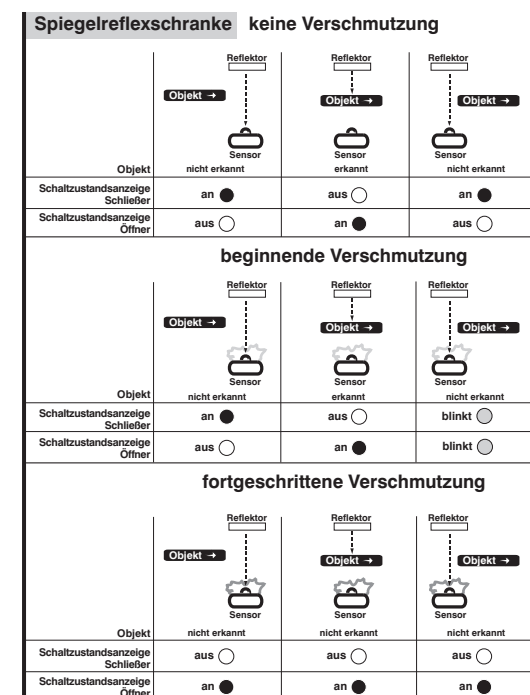 Spiegelreflexschranke keine Verschmutzung
Reflektor Reflektor Reflektor
Objekt → Objekt → Objekt →
Sensor Sensor Sensor
Objekt nicht erkannt erkannt nicht erkannt
Schaltzustandsanzeige
Schließer an aus an
Schaltzustandsanzeige
Öffner aus an aus
beginnende Verschmutzung
Reflektor Reflektor Reflektor
Objekt → Objekt → Objekt →
Sensor Sensor Sensor
Objekt nicht erkannt erkannt nicht erkannt
Schaltzustandsanzeige
Schließer an aus blinkt
Schaltzustandsanzeige
Öffner aus an blinkt
fortgeschrittene Verschmutzung
Reflektor Reflektor Reflektor
Objekt → Objekt → Objekt →
Sensor Sensor Sensor
Objekt nicht erkannt nicht erkannt nicht erkannt
Schaltzustandsanzeige
Schließer aus aus aus
Schaltzustandsanzeige
Öffner an an an